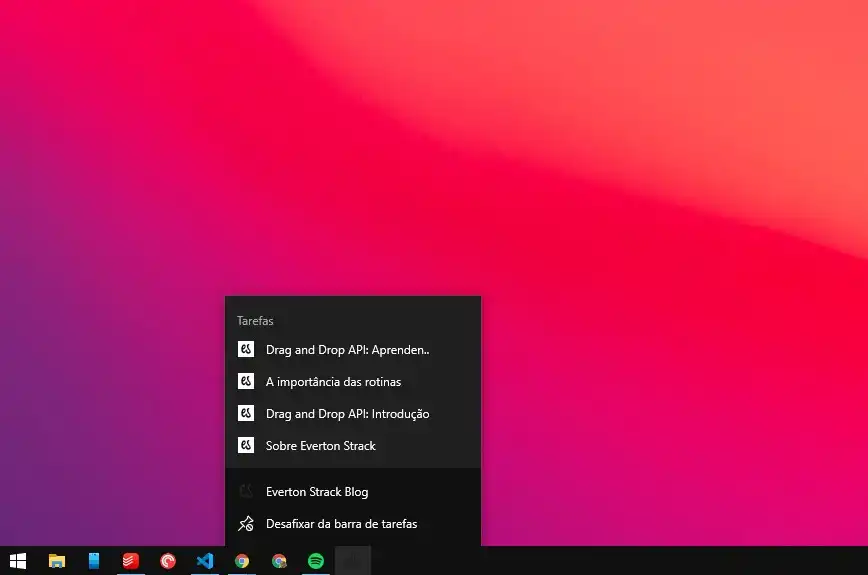 Tarefas
Drag and Drop API: Aprenden..
A importância das rotinas
Drag and Drop API: Introdução
Sobre Everton Strack
Everton Strack Blog
Desafixar da barra de tarefas